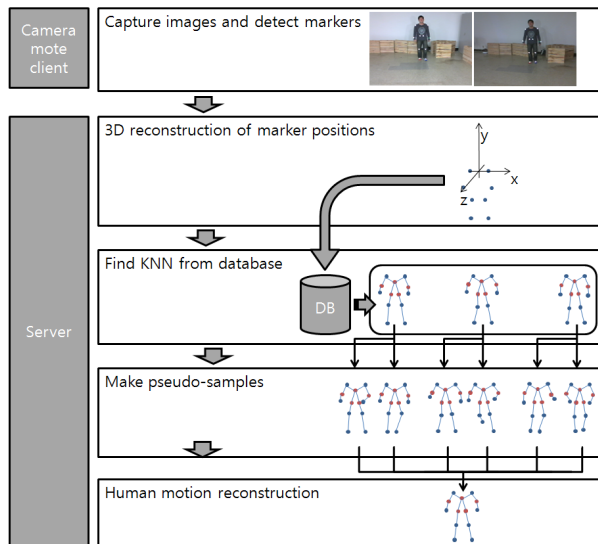 Camera
mote
client
Capture images and detect markers
3D reconstruction of marker positions
y
x
z
Server
Find KNN from database
DB
Make pseudo-samples
Human motion reconstruction